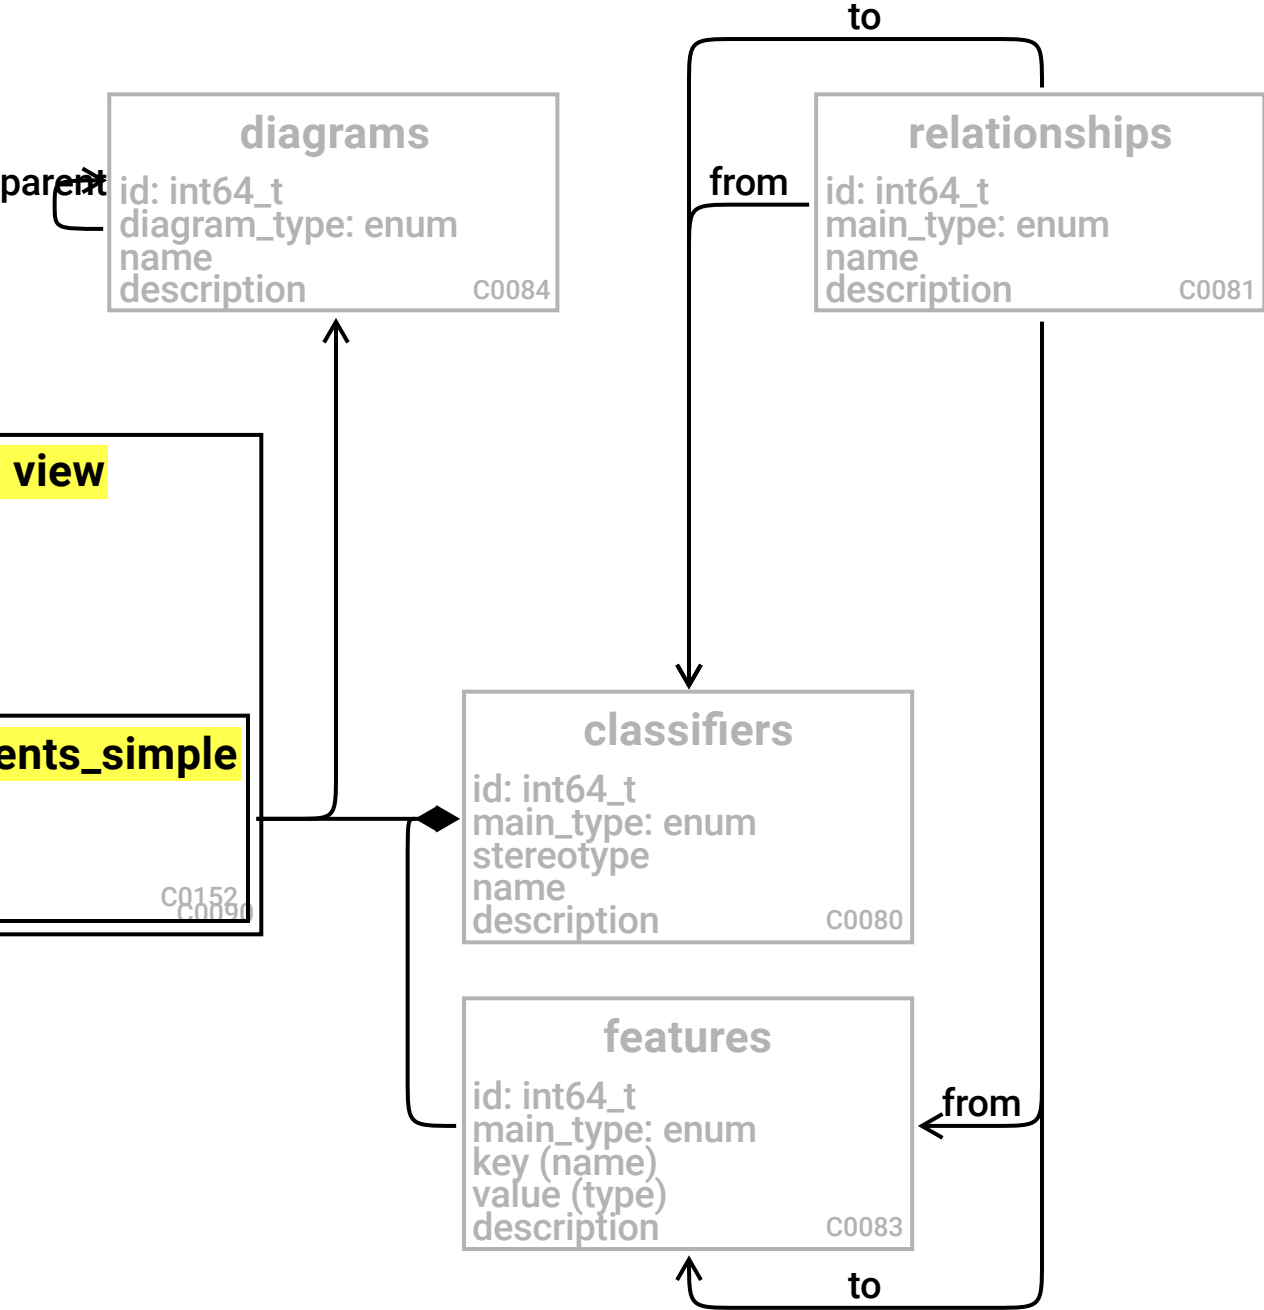 to
diagrams
parent
id: int64_t
diagram_type: enum
name
description
C0084
relationships
from
id: int64_t
main_type: enum
name
description
C0081
view
ents_simple
C0152
C0090
classifiers
id: int64_t
main_type: enum
stereotype
name
description
C0080
features
id: int64_t
main_type: enum
key (name)
value (type)
description
C0083
from
to